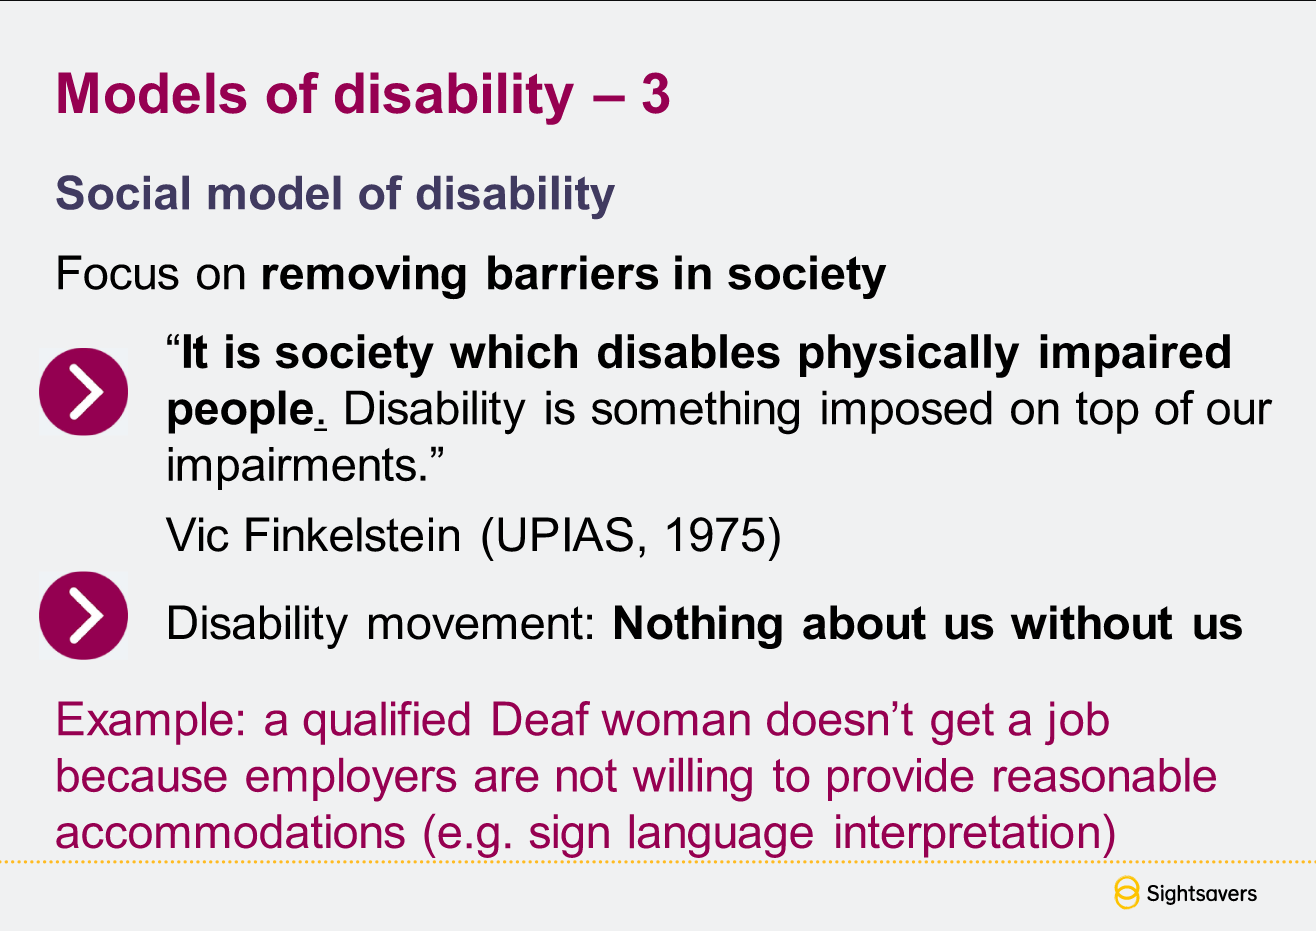 Models of disability – 3
Social model of disability
Focus on removing barriers in society
“It is society which disables physically impaired
people. Disability is something imposed on top of our
impairments.”
Vic Finkelstein (UPIAS, 1975)
Disability movement: Nothing about us without us
Example: a qualified Deaf woman doesn’t get a job
because employers are not willing to provide reasonable
accommodations (e.g. sign language interpretation)
Sightsavers